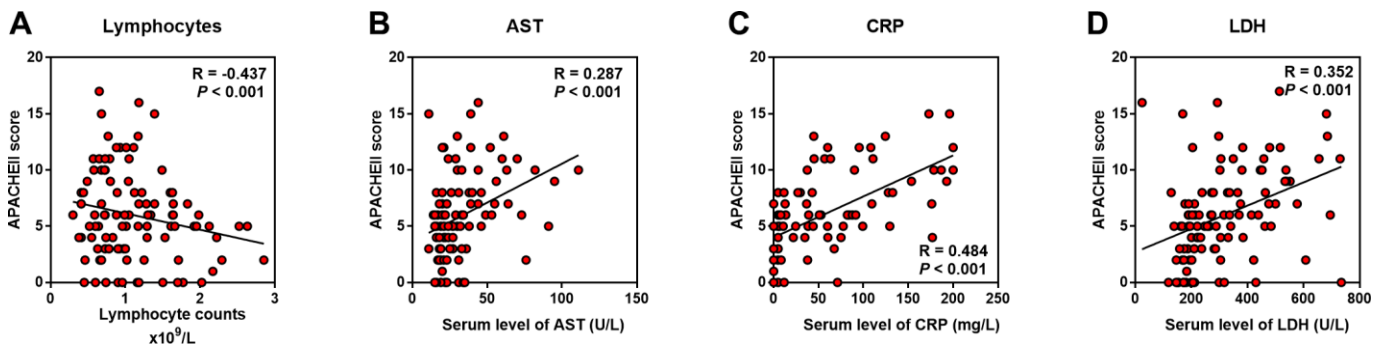 A
Lymphocytes
R = -0.437
P < 0.001
APACHEII score
20
15
10
5
0
0
1
2
3
Lymphocyte counts
x10⁹/L
B
AST
R = 0.287
P < 0.001
APACHEII score
20
15
10
5
0
0
50
100
150
Serum level of AST (U/L)
C
CRP
R = 0.484
P < 0.001
APACHEII score
20
15
10
5
0
0
50
100
150
200
250
Serum level of CRP (mg/L)
D
LDH
R = 0.352
P < 0.001
APACHEII score
20
15
10
5
0
0
200
400
600
800
Serum level of LDH (U/L)